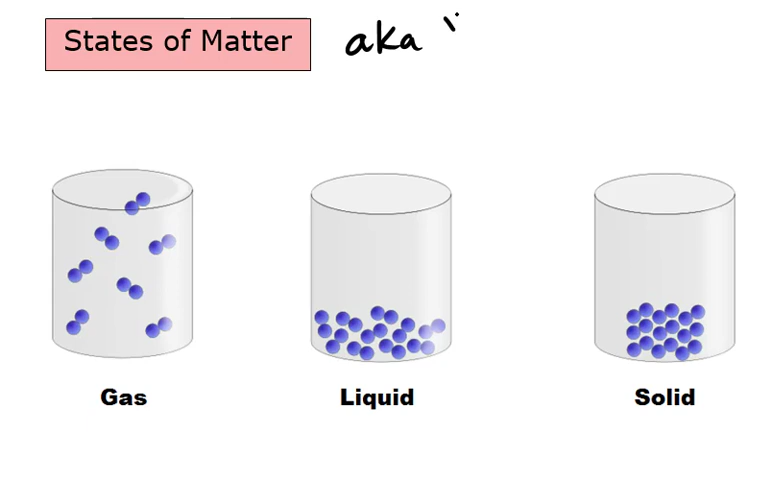 States of Matter aka "
Gas Liquid Solid